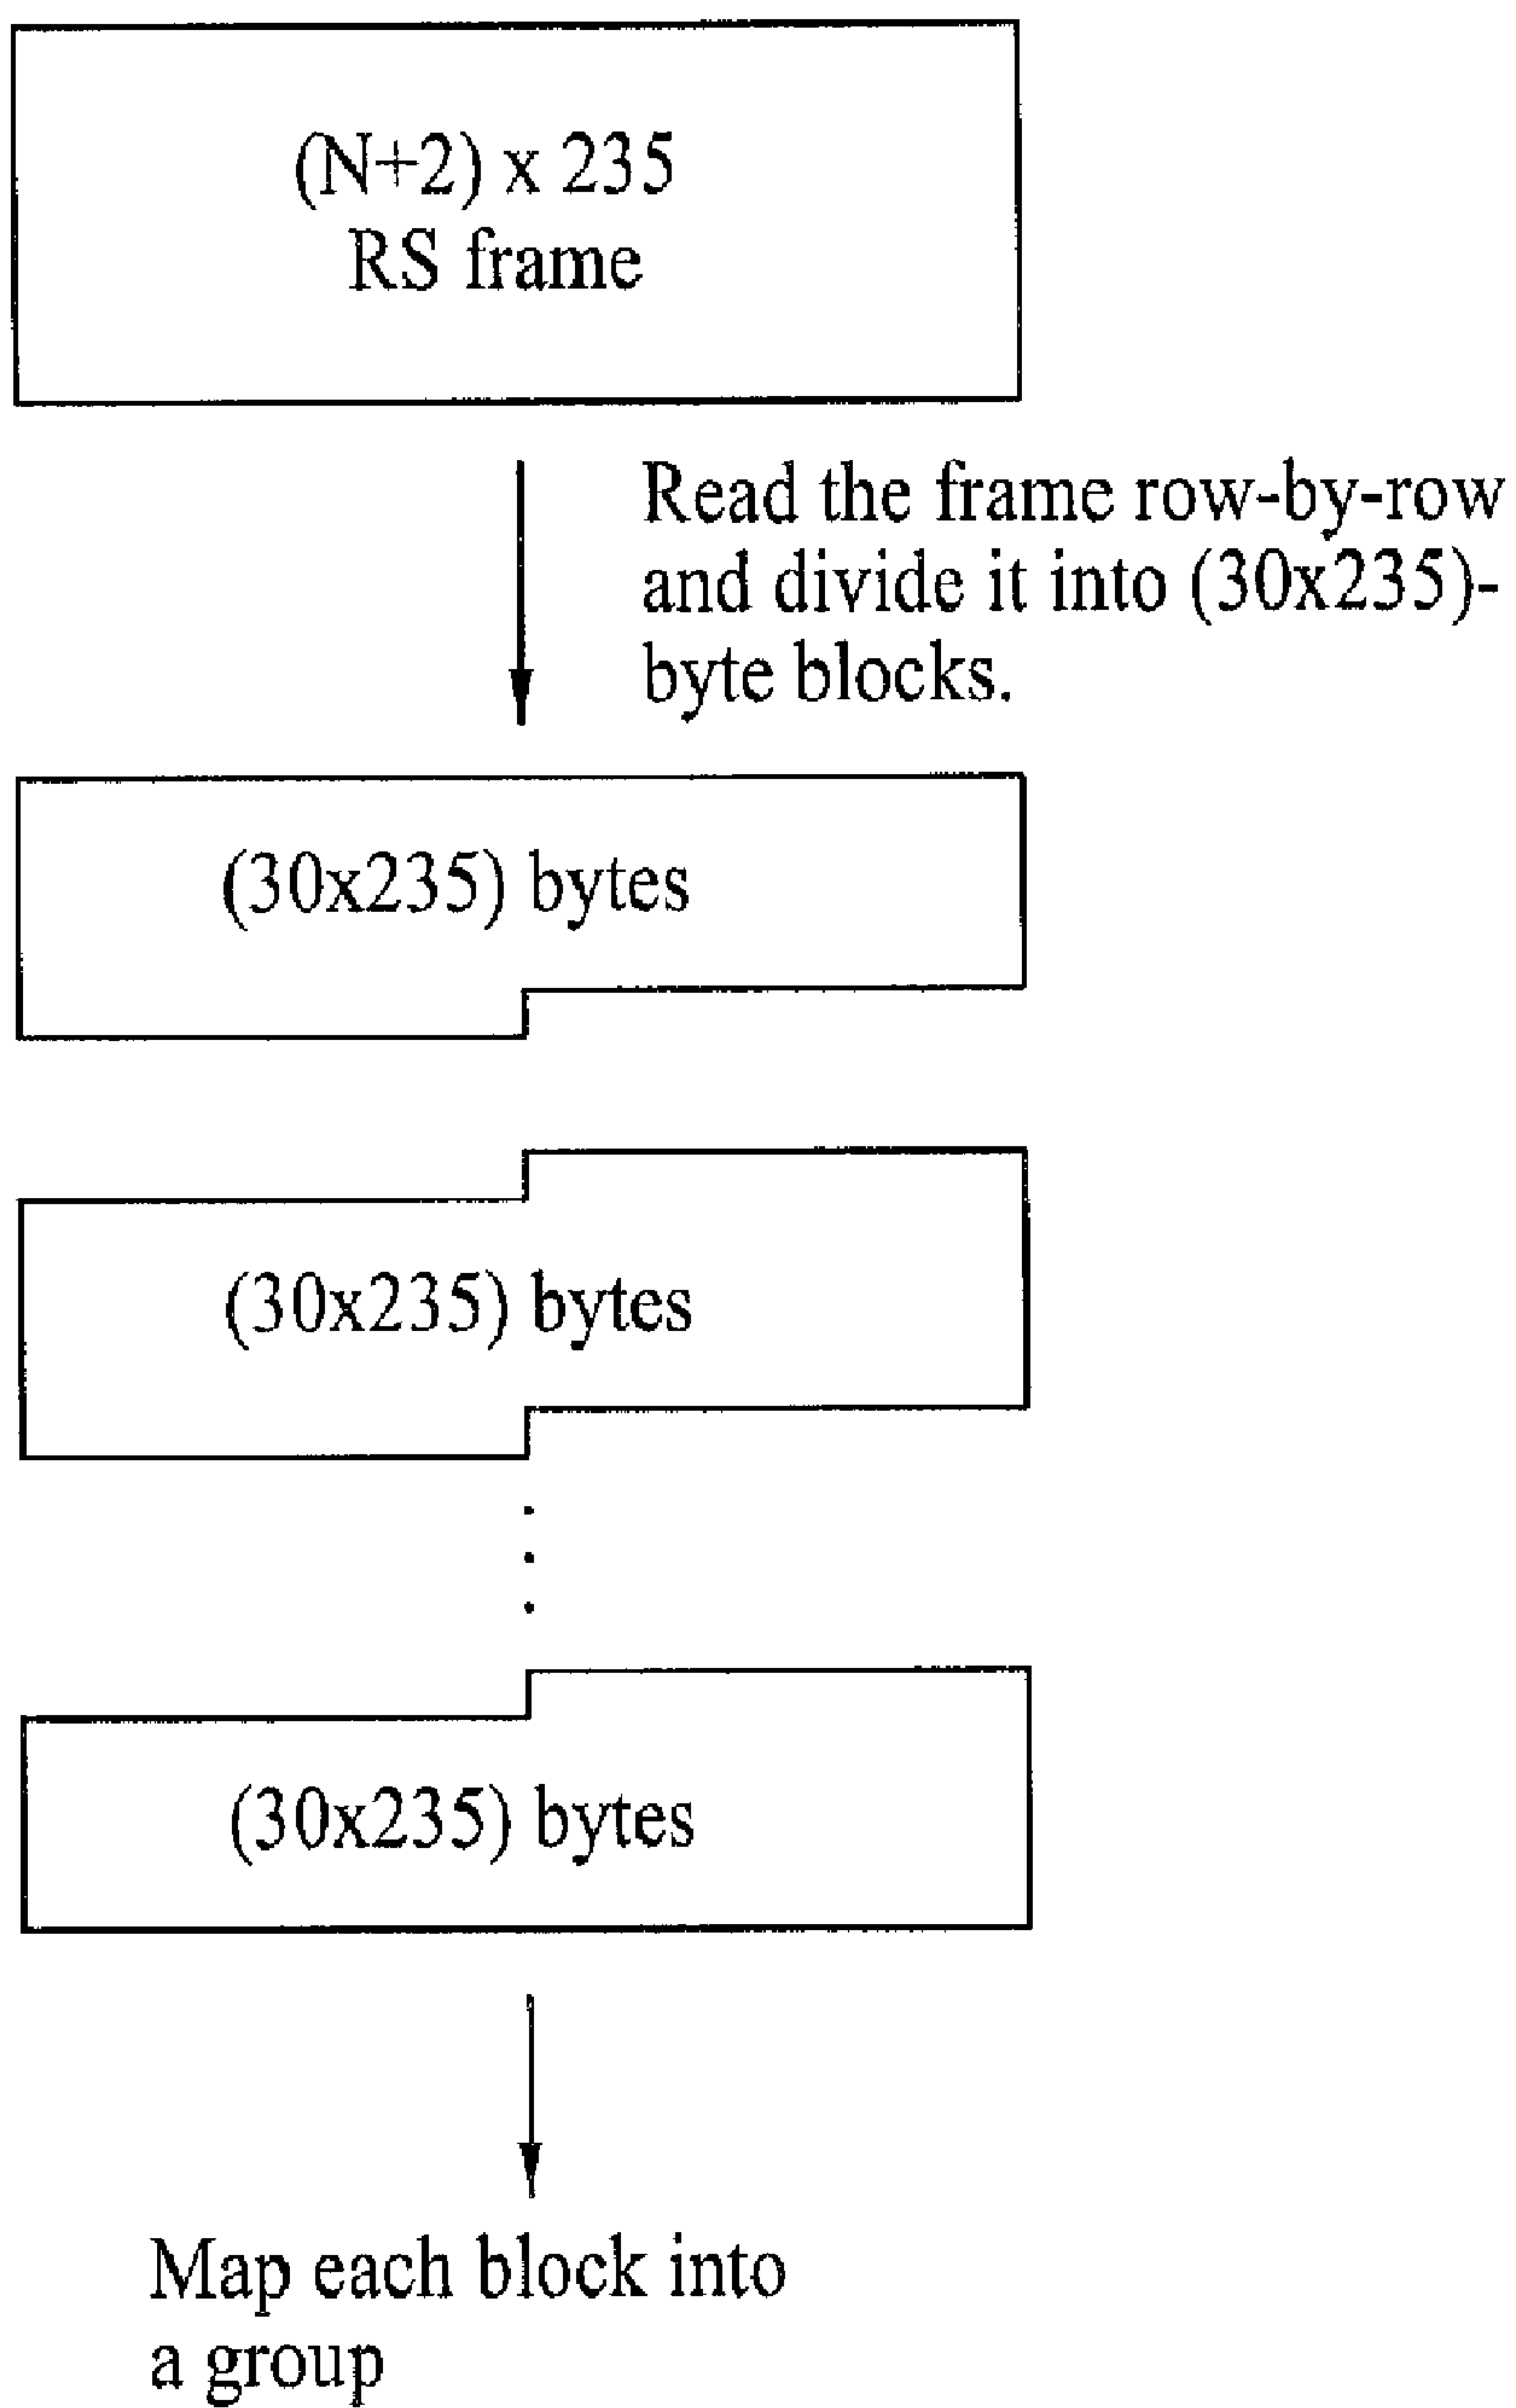 (N+2) x 235
RS frame
Read the frame row-by-row
and divide it into (30x235)-
byte blocks.
(30x235) bytes
(30x235) bytes
(30x235) bytes
Map each block into
a group